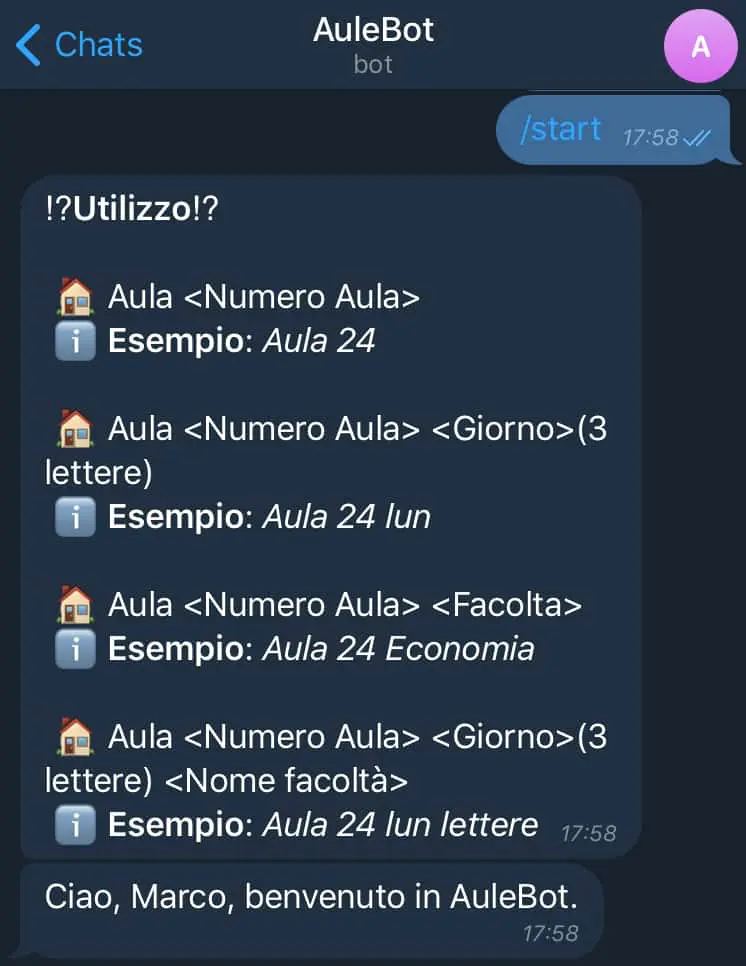 Chats
AuleBot
bot
A
/start 17:58
!?Utilizzo!?
🏠 Aula <Numero Aula>
ℹ️ Esempio: Aula 24
🏠 Aula <Numero Aula> <Giorno>(3
lettere)
ℹ️ Esempio: Aula 24 lun
🏠 Aula <Numero Aula> <Facolta>
ℹ️ Esempio: Aula 24 Economia
🏠 Aula <Numero Aula> <Giorno>(3
lettere) <Nome facoltà>
ℹ️ Esempio: Aula 24 lun lettere 17:58
Ciao, Marco, benvenuto in AuleBot.
17:58